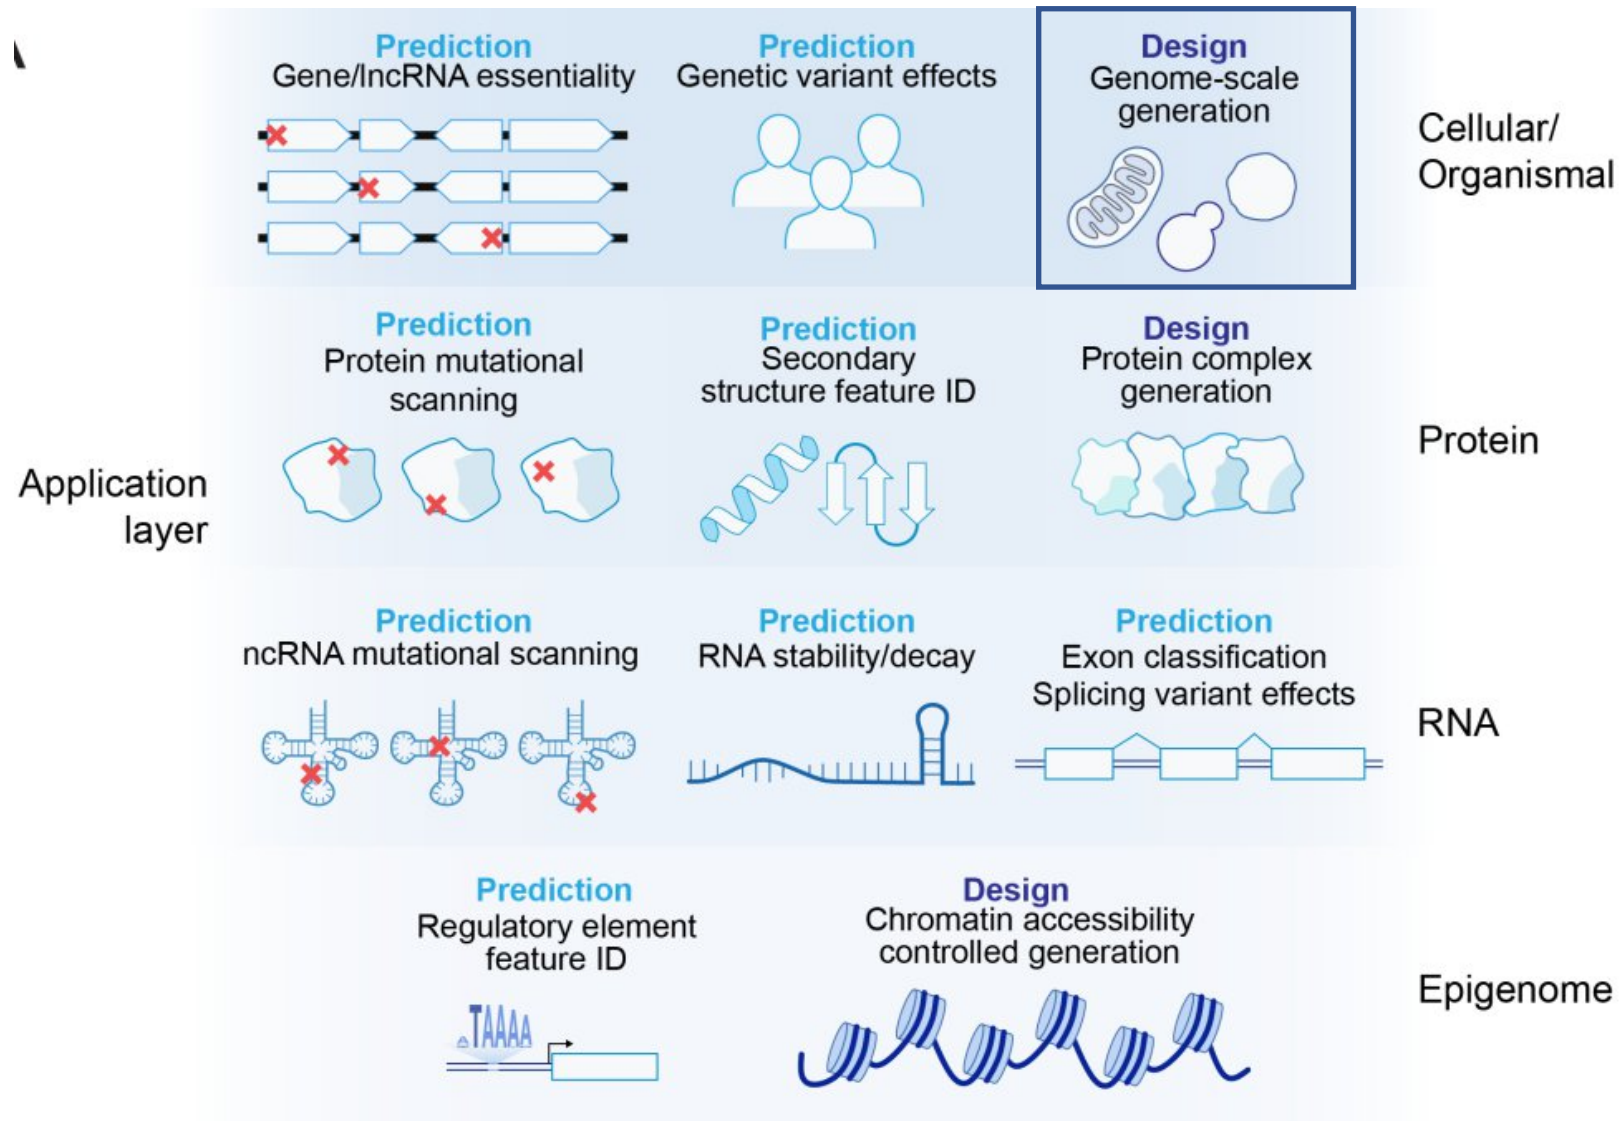 A
Prediction
Gene/lncRNA essentiality
Prediction
Genetic variant effects
Design
Genome-scale
generation
Cellular/
Organismal
Prediction
Protein mutational
scanning
Prediction
Secondary
structure feature ID
Design
Protein complex
generation
Protein
Application
layer
Prediction
ncRNA mutational scanning
Prediction
RNA stability/decay
Prediction
Exon classification
Splicing variant effects
RNA
Prediction
Regulatory element
feature ID
ATAAAA
Design
Chromatin accessibility
controlled generation
Epigenome